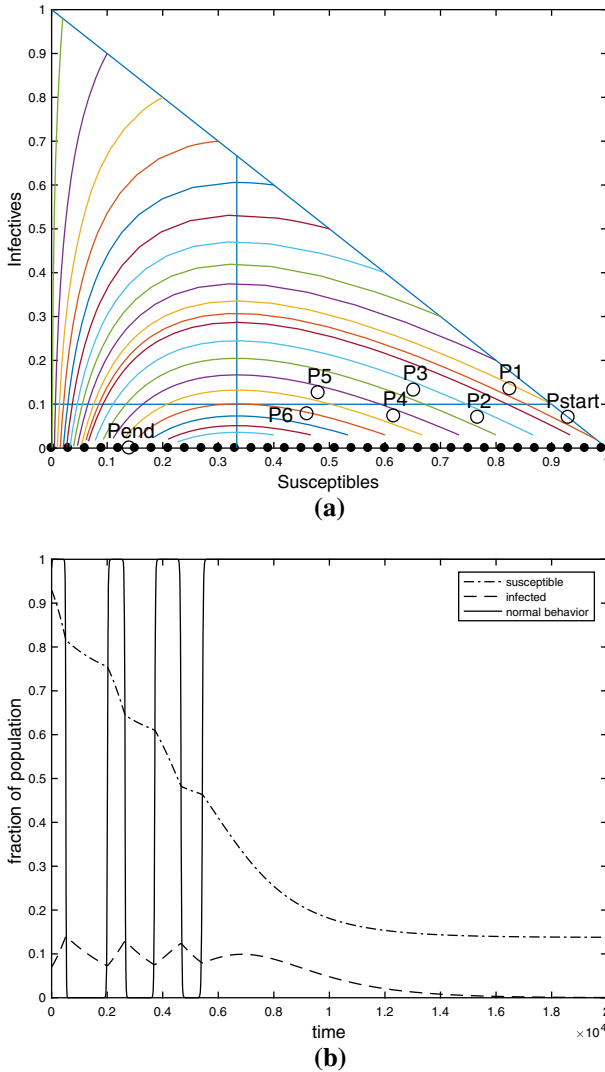 1
0.9
0.8
0.7
0.6
0.5
0.4
0.3
0.2
0.1
0
Infectives
P1
P3
P5
Pstart
P2
P4
P6
Pend
0 0.1 0.2 0.3 0.4 0.5 0.6 0.7 0.8 0.9 1
Susceptibles
(a)
1
0.9
0.8
0.7
0.6
0.5
0.4
0.3
0.2
0.1
0
fraction of population
susceptible
infected
normal behavior
0 0.2 0.4 0.6 0.8 1 1.2 1.4 1.6 1.8 2
time
×10⁴
(b)